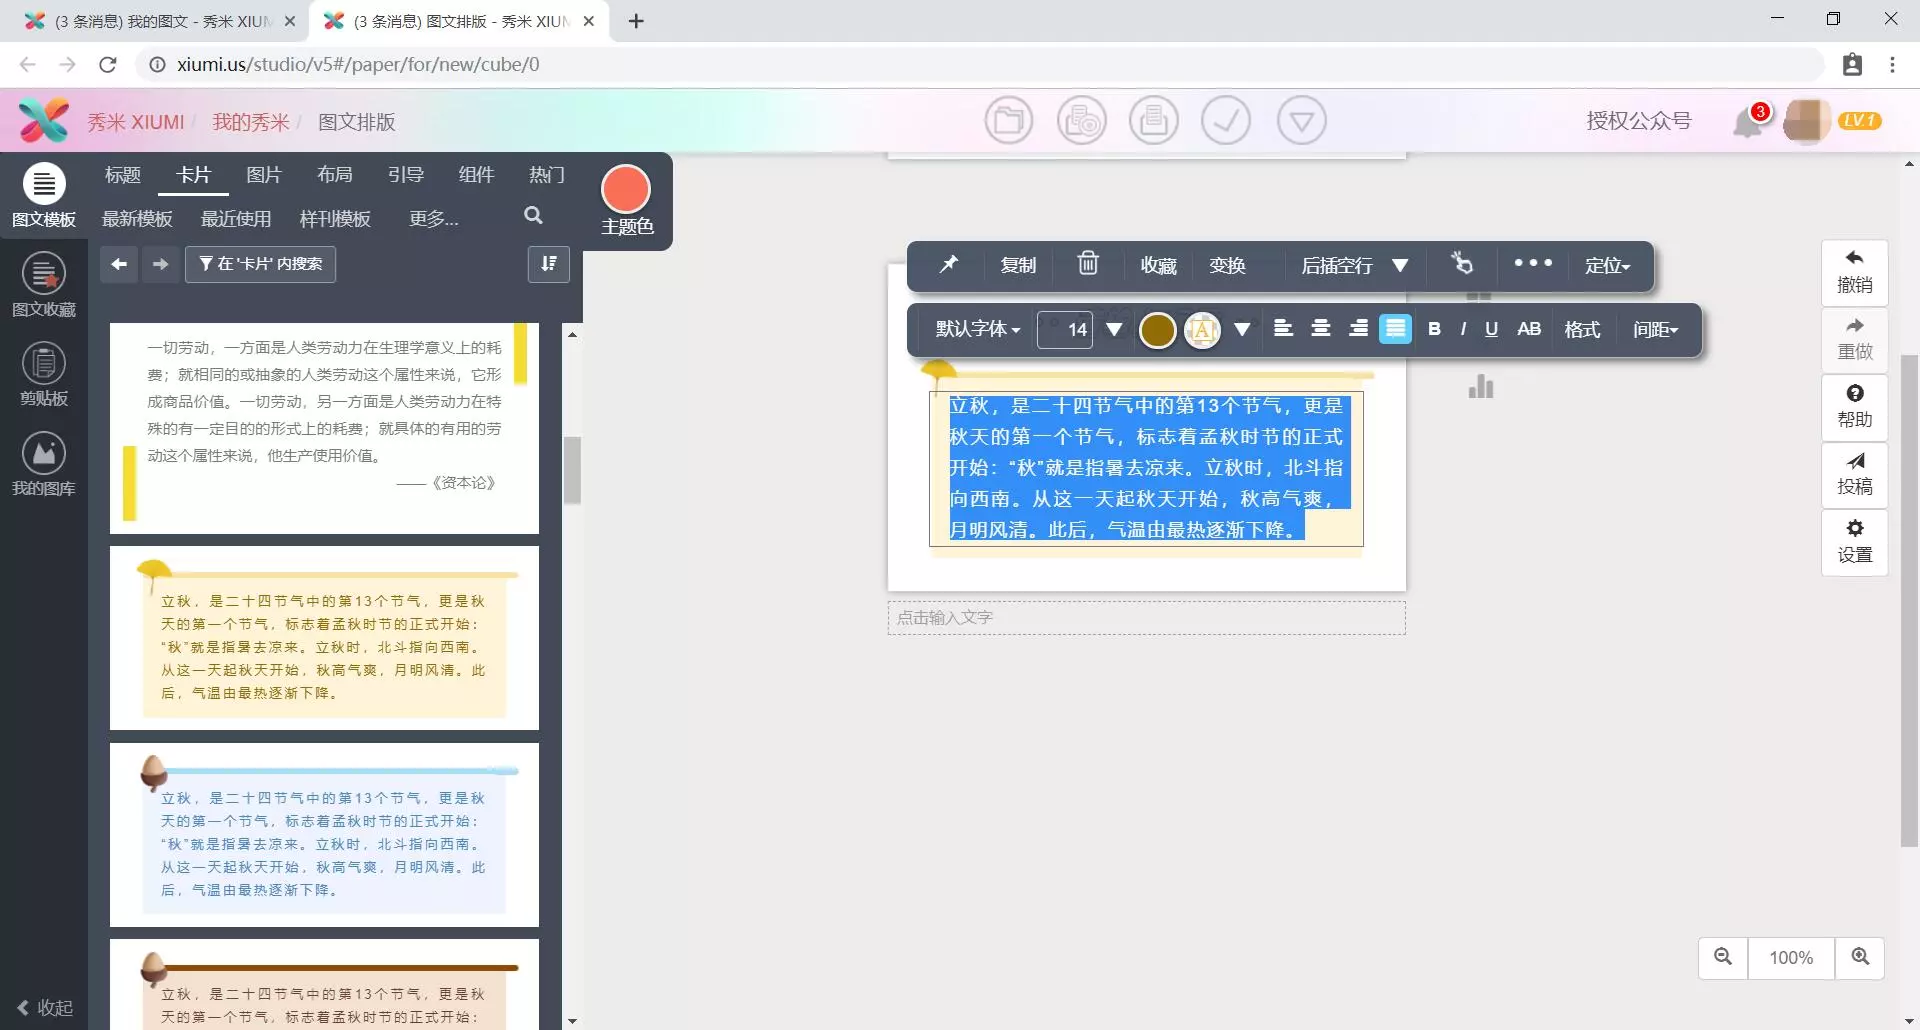 (3 条消息) 我的图文 - 秀米 XIUM
(3 条消息) 图文排版 - 秀米 XIUM
xiumi.us/studio/v5#/paper/for/new/cube/0
秀米 XIUMI / 我的秀米 / 图文排版
授权公众号
3
LV.1
图文模板
图文收藏
剪贴板
我的图库
收起
标题 卡片 图片 布局 引导 组件 热门
最新模板 最近使用 样刊模板 更多...
主题色
在 '卡片' 内搜索
一切劳动，一方面是人类劳动力在生理学意义上的耗
费；就相同的或抽象的人类劳动这个属性来说，它形
成商品价值。一切劳动，另一方面是人类劳动力在特
殊的有一定目的的形式上的耗费；就具体的有用的劳
动这个属性来说，他生产使用价值。
——《资本论》
立秋，是二十四节气中的第13个节气，更是秋
天的第一个节气，标志着孟秋时节的正式开始：
“秋”就是指暑去凉来。立秋时，北斗指向西南。
从这一天起秋天开始，秋高气爽，月明风清。此
后，气温由最热逐渐下降。
立秋，是二十四节气中的第13个节气，更是秋
天的第一个节气，标志着孟秋时节的正式开始：
“秋”就是指暑去凉来。立秋时，北斗指向西南。
从这一天起秋天开始，秋高气爽，月明风清。此
后，气温由最热逐渐下降。
立秋，是二十四节气中的第13个节气，更是秋
天的第一个节气，标志着孟秋时节的正式开始：
复制 收藏 变换 后插空行 定位
默认字体 14 A B I U AB 格式 间距
立秋，是二十四节气中的第13个节气，更是
秋天的第一个节气，标志着孟秋时节的正式
开始：“秋”就是指暑去凉来。立秋时，北斗指
向西南。从这一天起秋天开始，秋高气爽，
月明风清。此后，气温由最热逐渐下降。
点击输入文字
撤销
重做
帮助
投稿
设置
100%